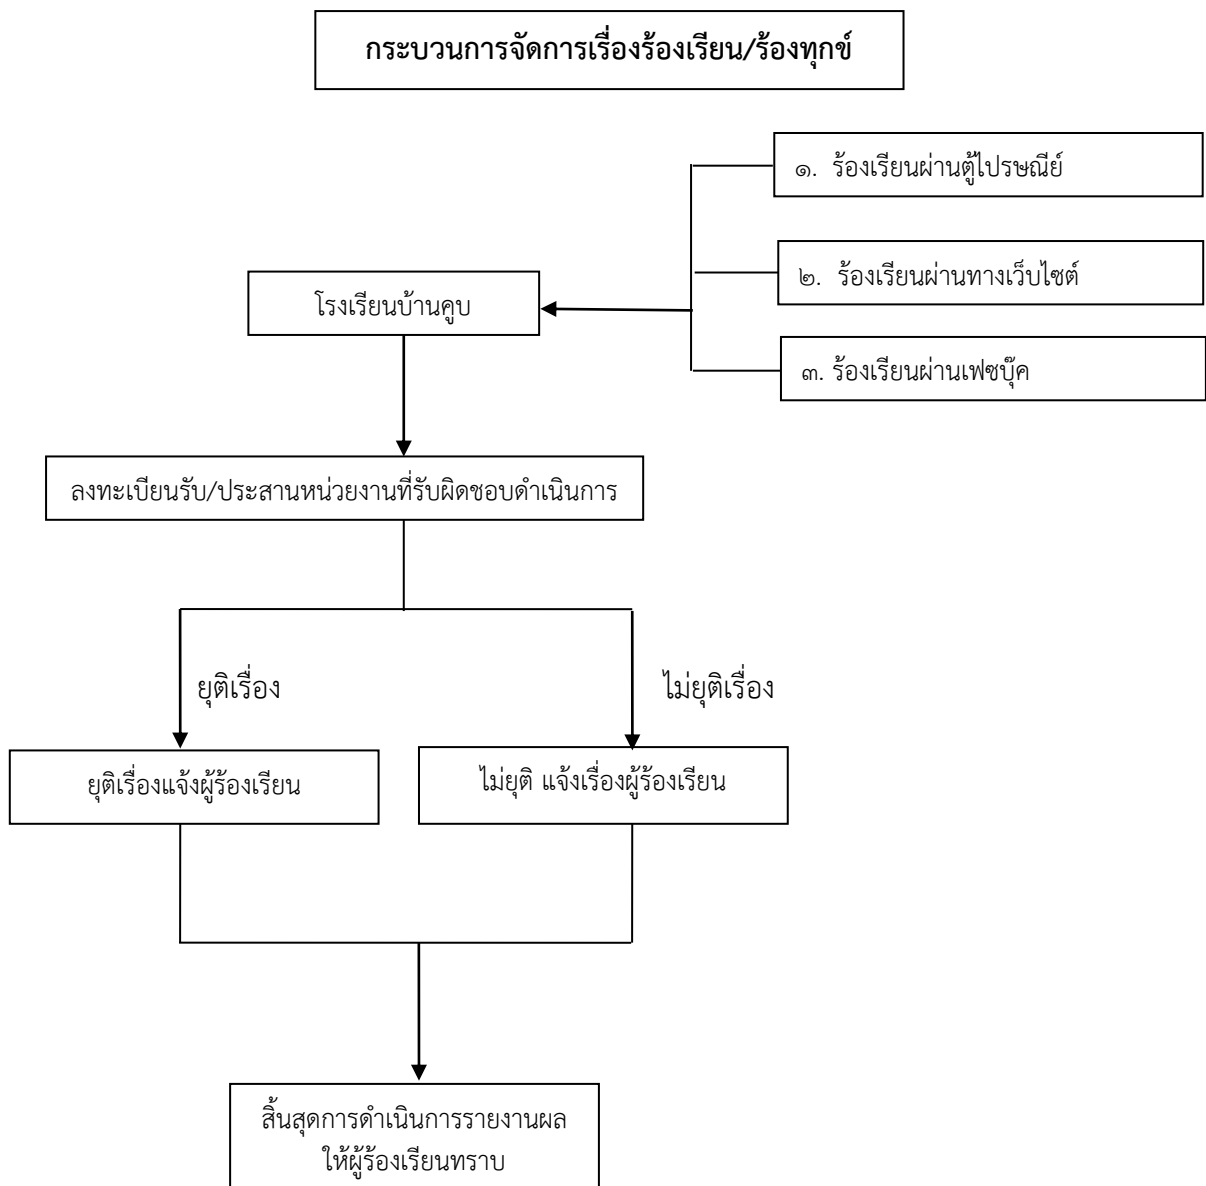 กระบวนการจัดการเรื่องร้องเรียน/ร้องทุกข์
๑. ร้องเรียนผ่านตู้ไปรษณีย์
๒. ร้องเรียนผ่านทางเว็บไซต์
โรงเรียนบ้านคูบ
๓. ร้องเรียนผ่านเฟซบุ๊ค
ลงทะเบียนรับ/ประสานหน่วยงานที่รับผิดชอบดำเนินการ
ยุติเรื่อง
ไม่ยุติเรื่อง
ยุติเรื่องแจ้งผู้ร้องเรียน
ไม่ยุติ แจ้งเรื่องผู้ร้องเรียน
สิ้นสุดการดำเนินการรายงานผล
ให้ผู้ร้องเรียนทราบ